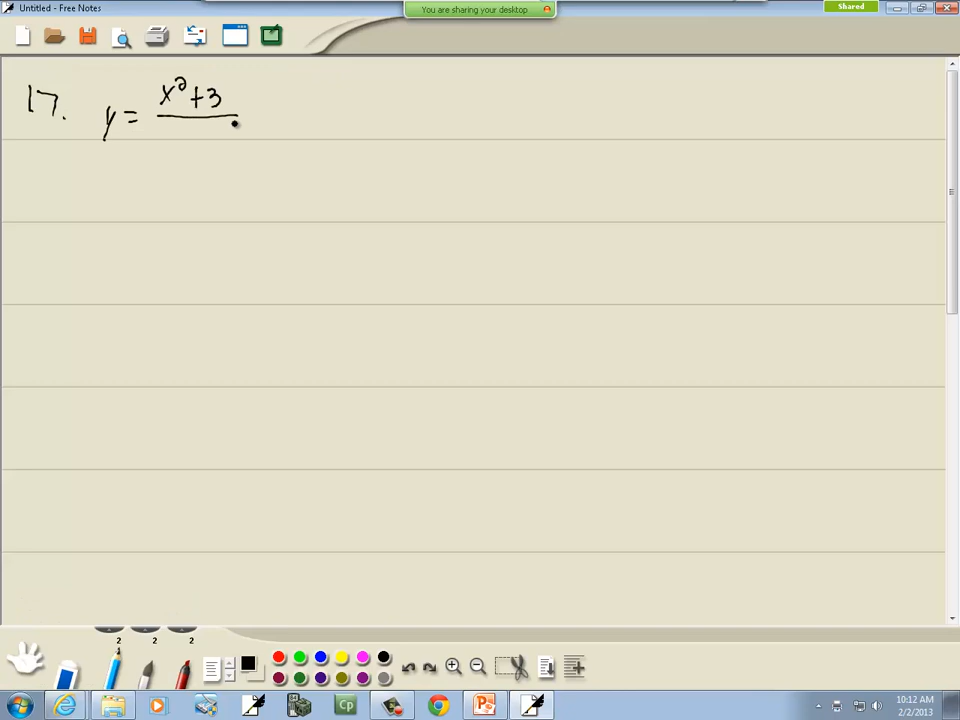 Untitled - Free Notes
You are sharing your desktop
Shared
17. y = x²+3
2 2 2
Cp
10:12 AM
2/2/2013